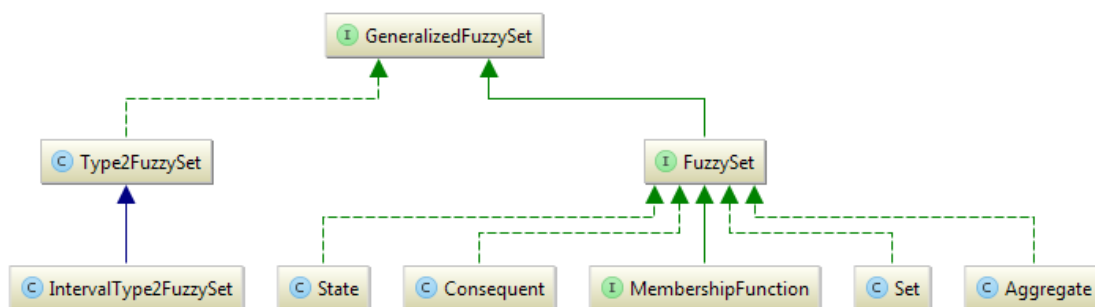 I GeneralizedFuzzySet
C Type2FuzzySet
I FuzzySet
C IntervalType2FuzzySet
C State
C Consequent
I MembershipFunction
C Set
C Aggregate